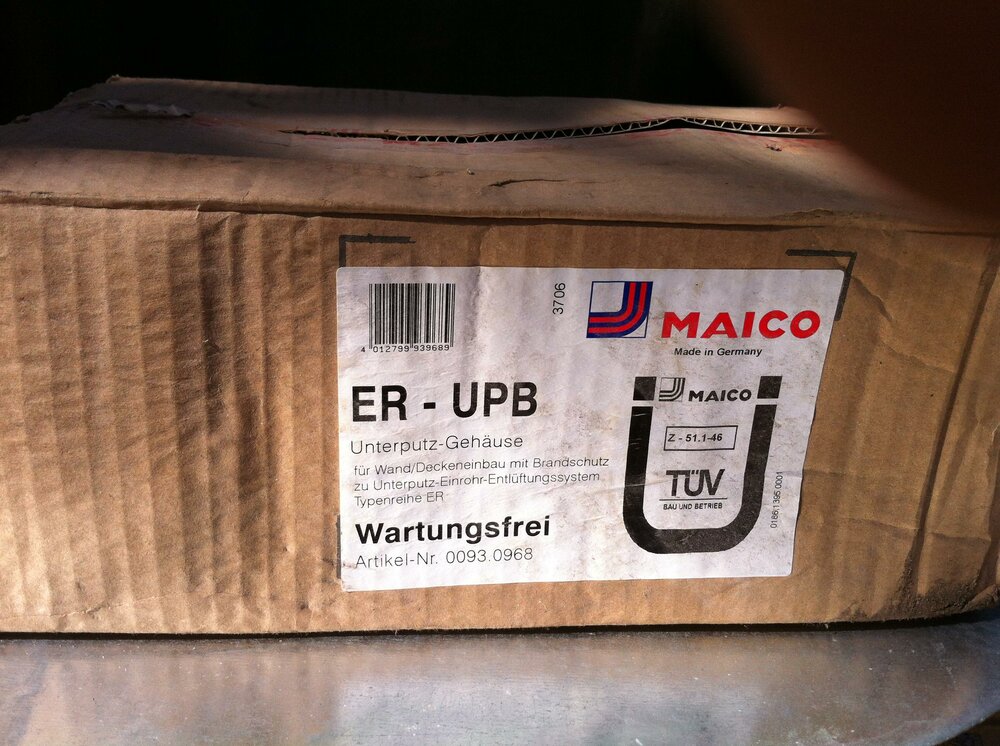 4 012799 939689
3706
MAICO
Made in Germany
ER - UPB
Unterputz-Gehäuse
für Wand/Deckeneinbau mit Brandschutz
zu Unterputz-Einrohr-Entlüftungssystem
Typenreihe ER
Wartungsfrei
Artikel-Nr. 0093.0968
MAICO
Z - 51.1-46
TÜV
BAU UND BETRIEB
0186.1395.0001